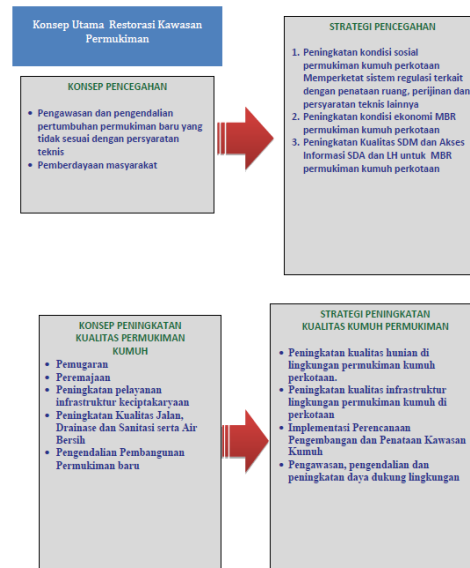 Konsep Utama Restorasi Kawasan
Permukiman
KONSEP PENCEGAHAN
• Pengawasan dan pengendalian
pertumbuhan permukiman baru yang
tidak sesuai dengan persyaratan
teknis
• Pemberdayaan masyarakat
STRATEGI PENCEGAHAN
1. Peningkatan kondisi sosial
permukiman kumuh perkotaan
Memperketat sistem regulasi terkait
dengan penataan ruang, perijinan dan
persyaratan teknis lainnya
2. Peningkatan kondisi ekonomi MBR
permukiman kumuh perkotaan
3. Peningkatan Kualitas SDM dan Akses
Informasi SDA dan LH untuk MBR
permukiman kumuh perkotaan
KONSEP PENINGKATAN
KUALITAS PERMUKIMAN
KUMUH
• Pemugaran
• Peremajaan
• Peningkatan pelayanan
infrastruktur keciptakaryaan
• Peningkatan Kualitas Jalan,
Drainase dan Sanitasi serta Air
Bersih
• Pengendalian Pembangunan
Permukiman baru
STRATEGI PENINGKATAN
KUALITAS KUMUH PERMUKIMAN
• Peningkatan kualitas hunian di
lingkungan permukiman kumuh
perkotaan.
• Peningkatan kualitas infrastruktur
lingkungan permukiman kumuh di
perkotaan
• Implementasi Perencanaan
Pengembangan dan Penataan Kawasan
Kumuh
• Pengawasan, pengendalian dan
peningkatan daya dukung lingkungan